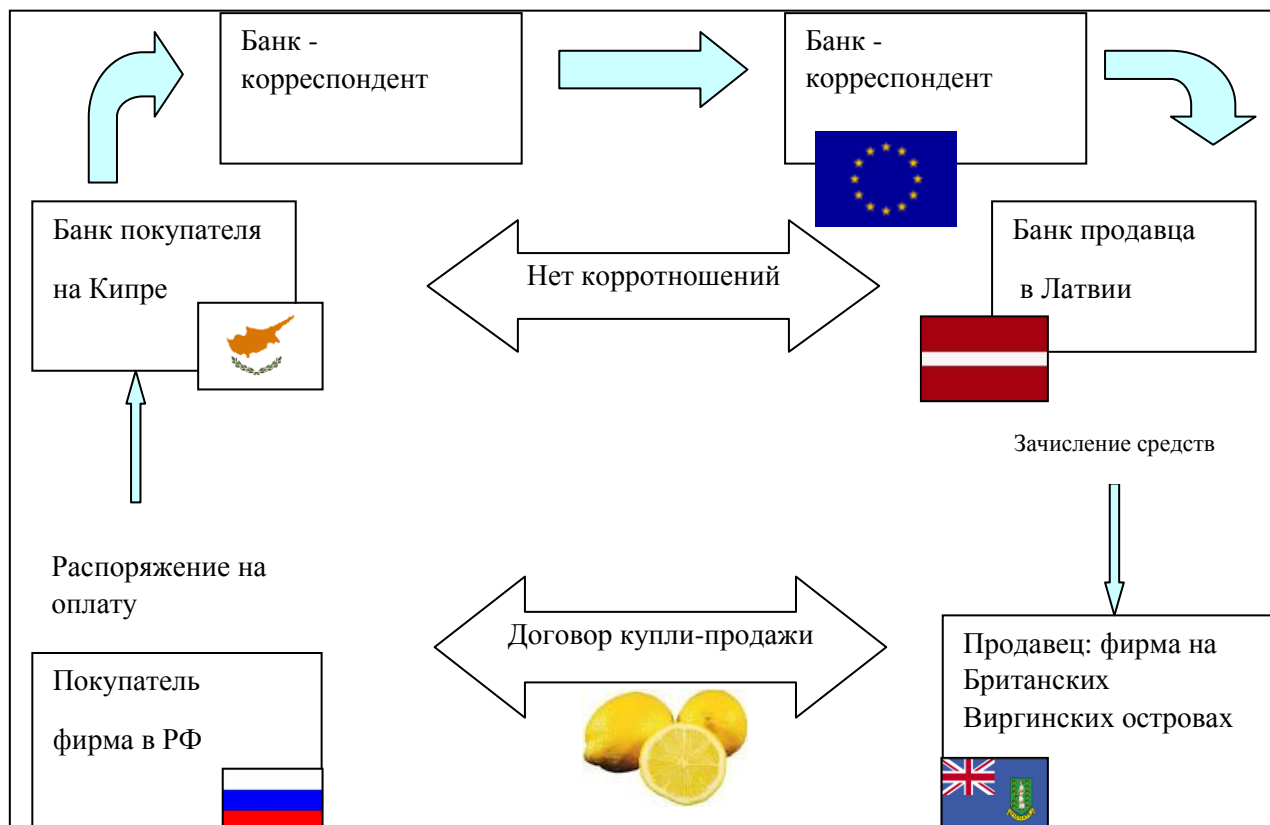 Банк -
корреспондент
Банк -
корреспондент
Банк покупателя
на Кипре
Нет корротношений
Банк продавца
в Латвии
Зачисление средств
Распоряжение на
оплату
Договор купли-продажи
Покупатель
фирма в РФ
Продавец: фирма на
Британских
Виргинских островах